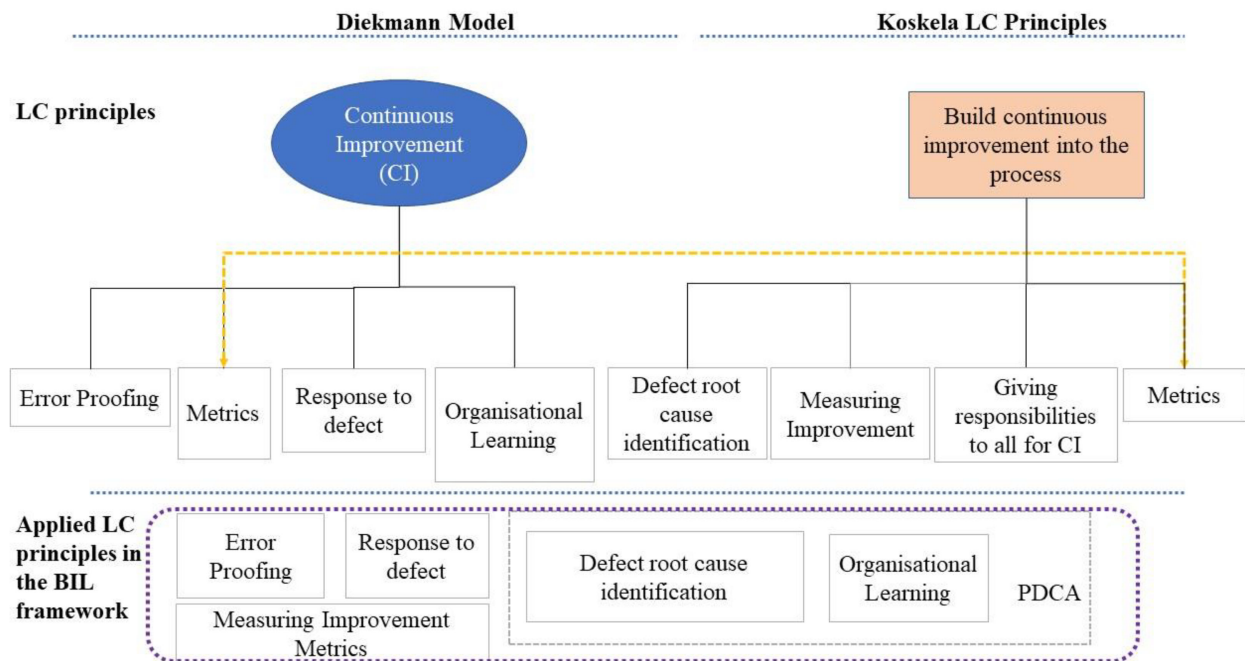 Diekmann Model
Koskela LC Principles
LC principles
Continuous
Improvement
(CI)
Build continuous
improvement into the
process
Error Proofing
Metrics
Response to
defect
Organisational
Learning
Defect root
cause
identification
Measuring
Improvement
Giving
responsibilities
to all for CI
Metrics
Applied LC
principles in
the BIL
framework
Error
Proofing
Response to
defect
Measuring Improvement
Metrics
Defect root cause
identification
Organisational
Learning
PDCA